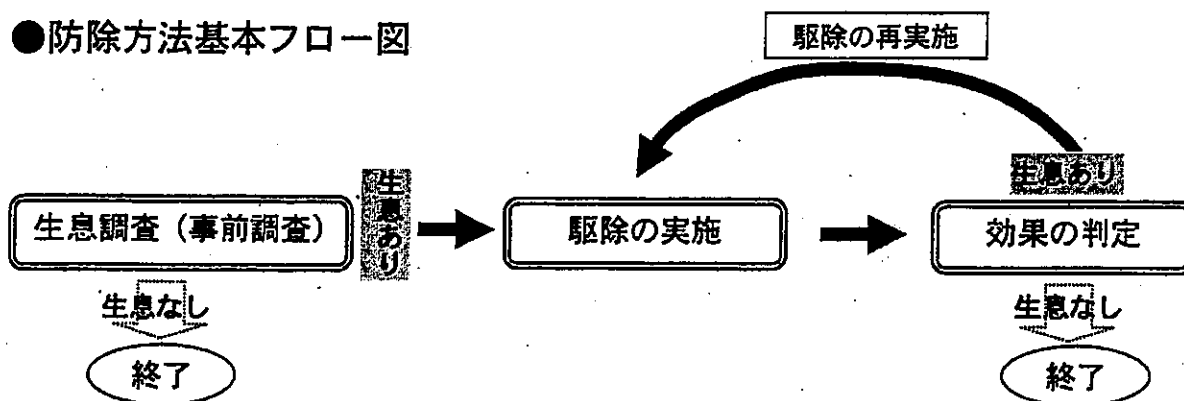 ●防除方法基本フロー図
駆除の再実施
生息調査（事前調査）
生息あり
駆除の実施
生息あり
効果の判定
生息なし
終了
生息なし
終了